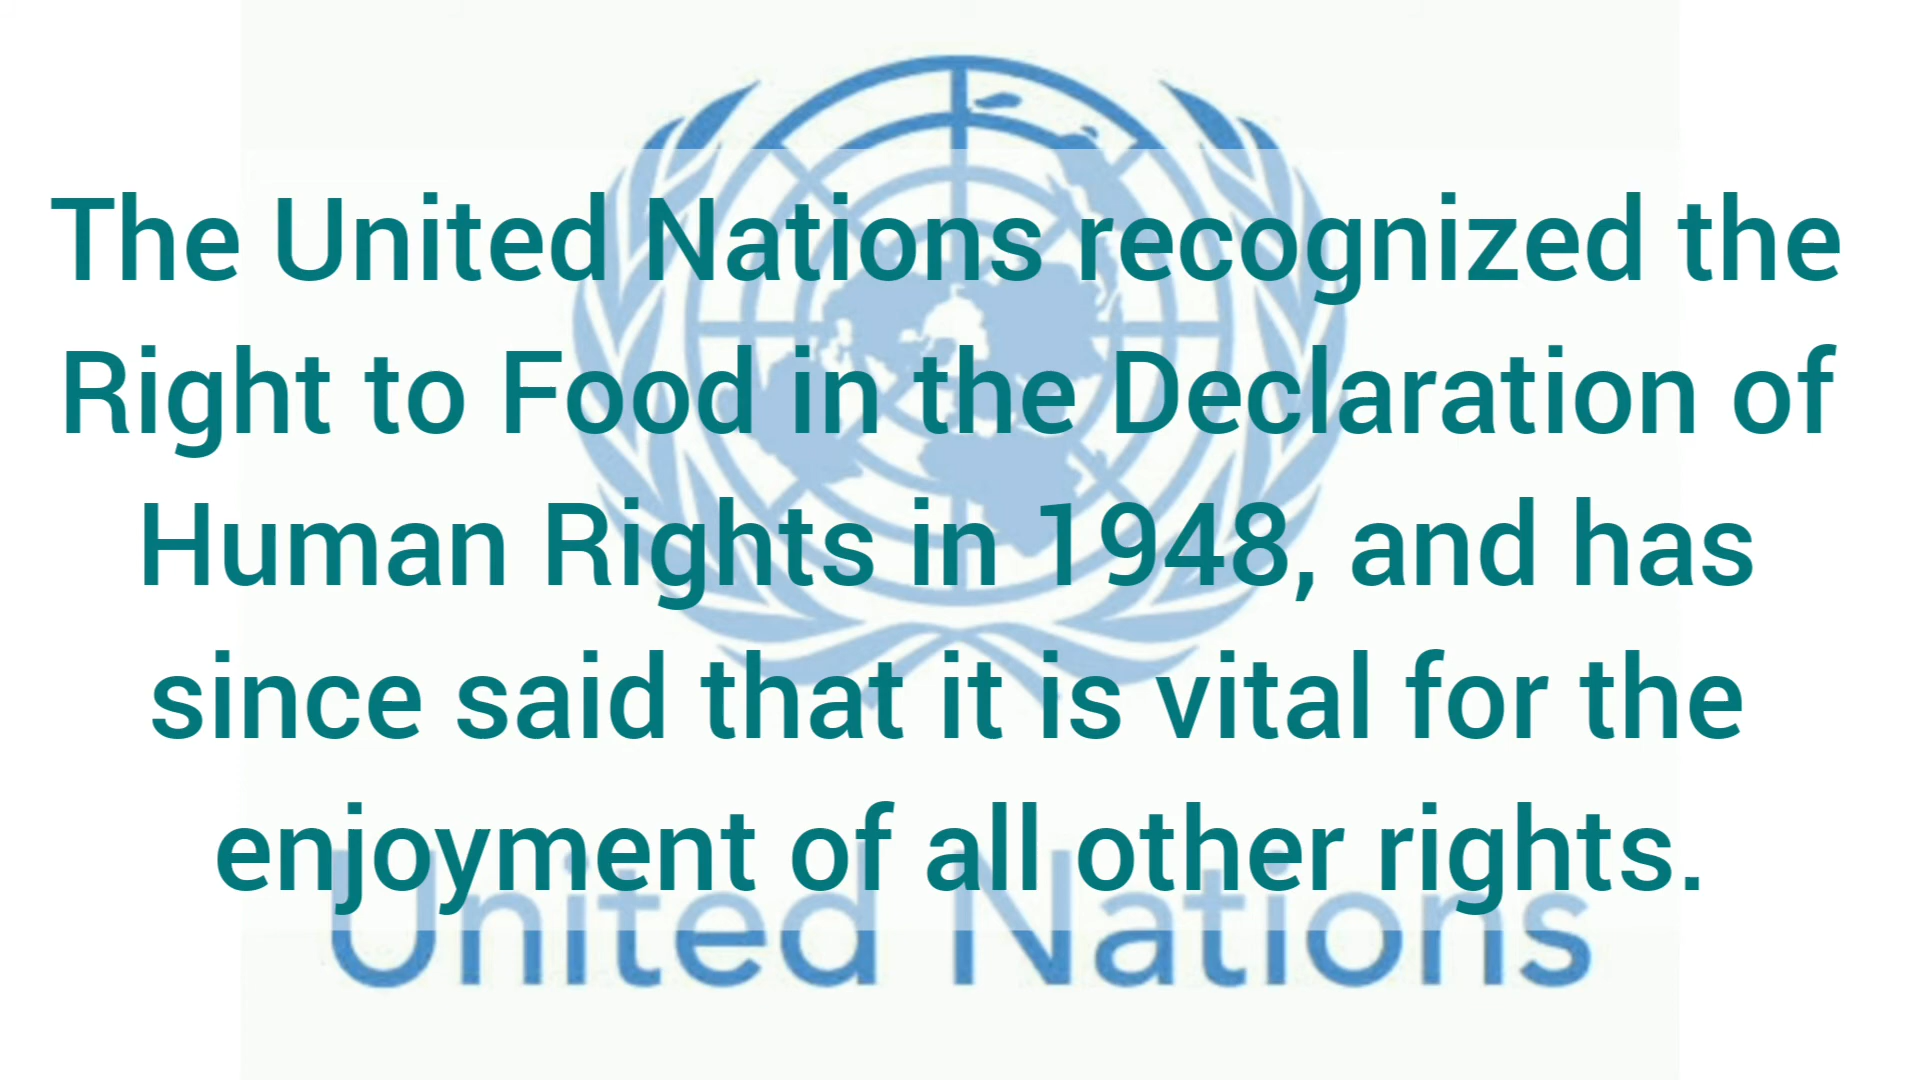 The United Nations recognized the
Right to Food in the Declaration of
Human Rights in 1948, and has
since said that it is vital for the
enjoyment of all other rights.
United Nations